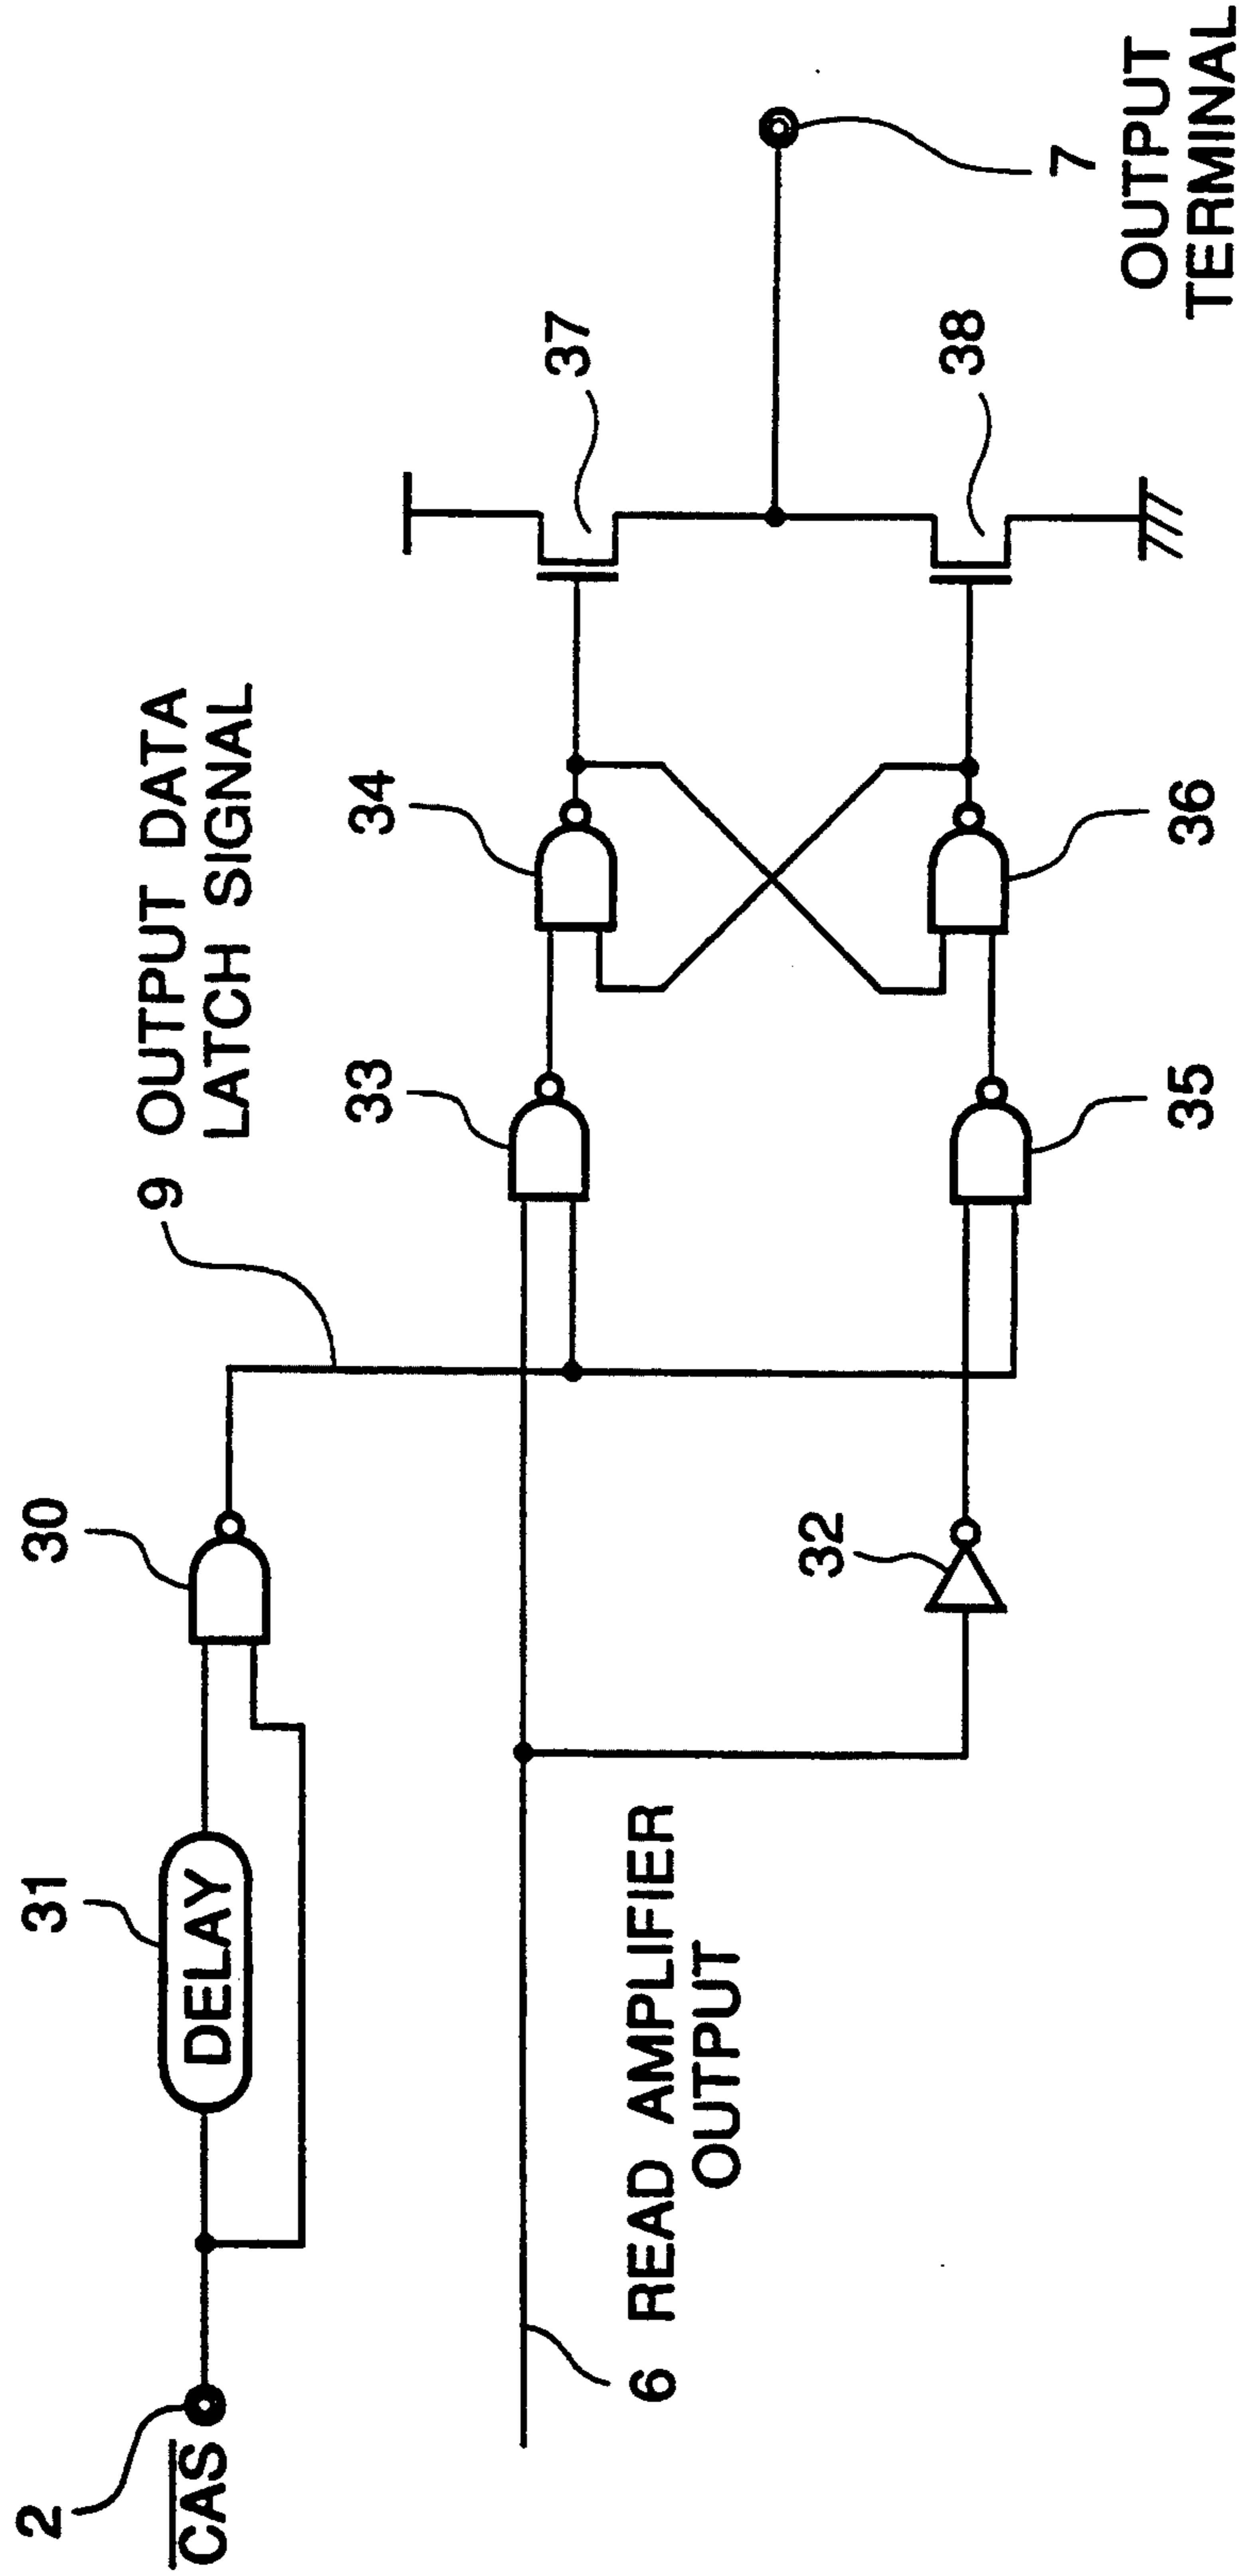 2
CAS
31
DELAY
30
9 OUTPUT DATA
LATCH SIGNAL
6 READ AMPLIFIER
OUTPUT
32
33
34
35
36
37
38
7
OUTPUT
TERMINAL